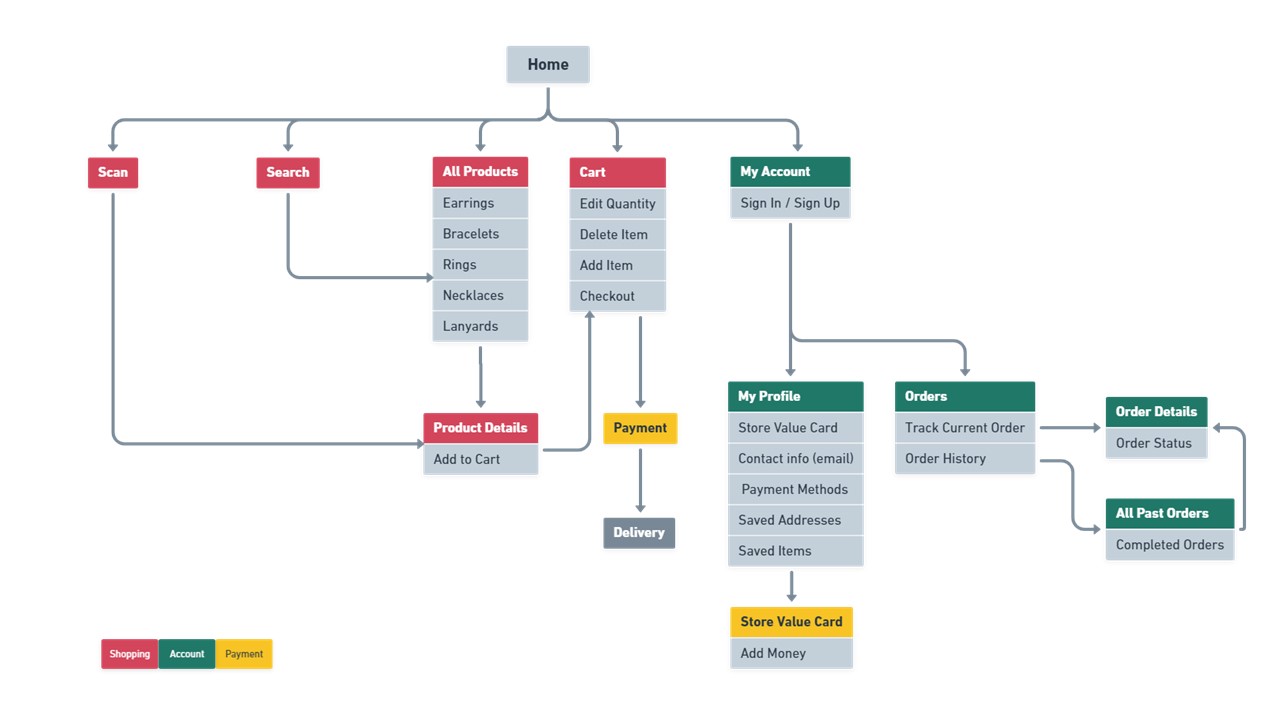 Home
Scan
Search
All Products
Earrings
Bracelets
Rings
Necklaces
Lanyards
Cart
Edit Quantity
Delete Item
Add Item
Checkout
My Account
Sign In / Sign Up
Product Details
Add to Cart
Payment
Delivery
My Profile
Store Value Card
Contact info (email)
Payment Methods
Saved Addresses
Saved Items
Store Value Card
Add Money
Orders
Track Current Order
Order History
Order Details
Order Status
All Past Orders
Completed Orders
Shopping
Account
Payment